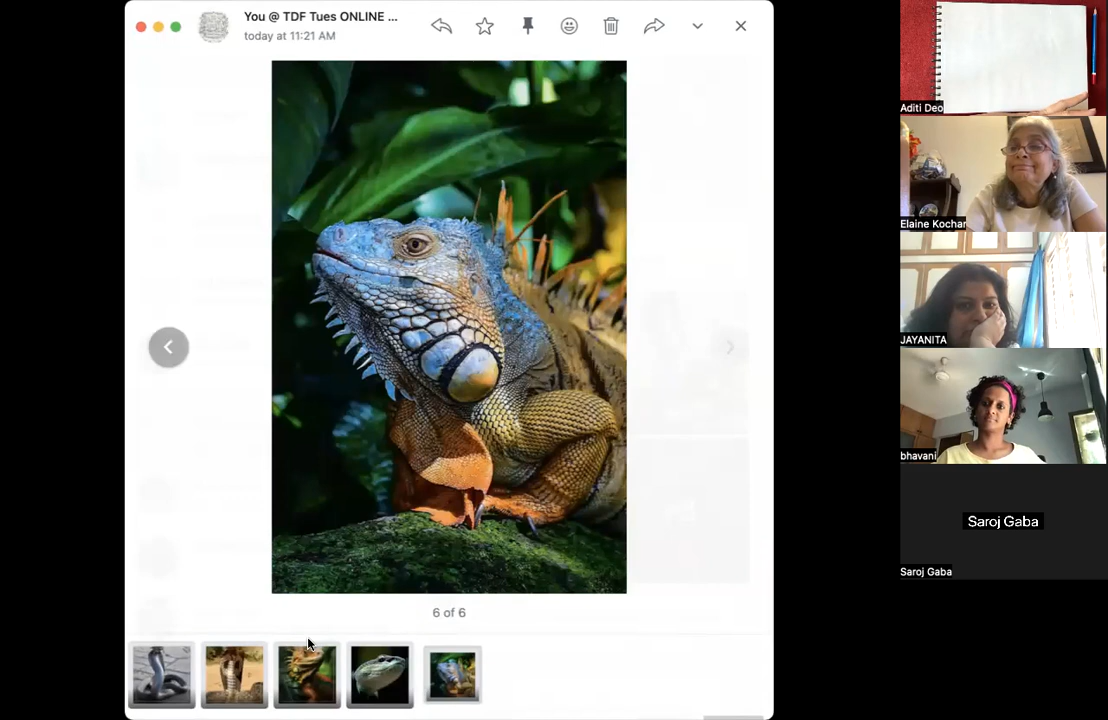 You @ TDF Tues ONLINE ...
today at 11:21 AM
6 of 6
Aditi Deo
Elaine Kochar
JAYANITA
bhavani
Saroj Gaba
Saroj Gaba